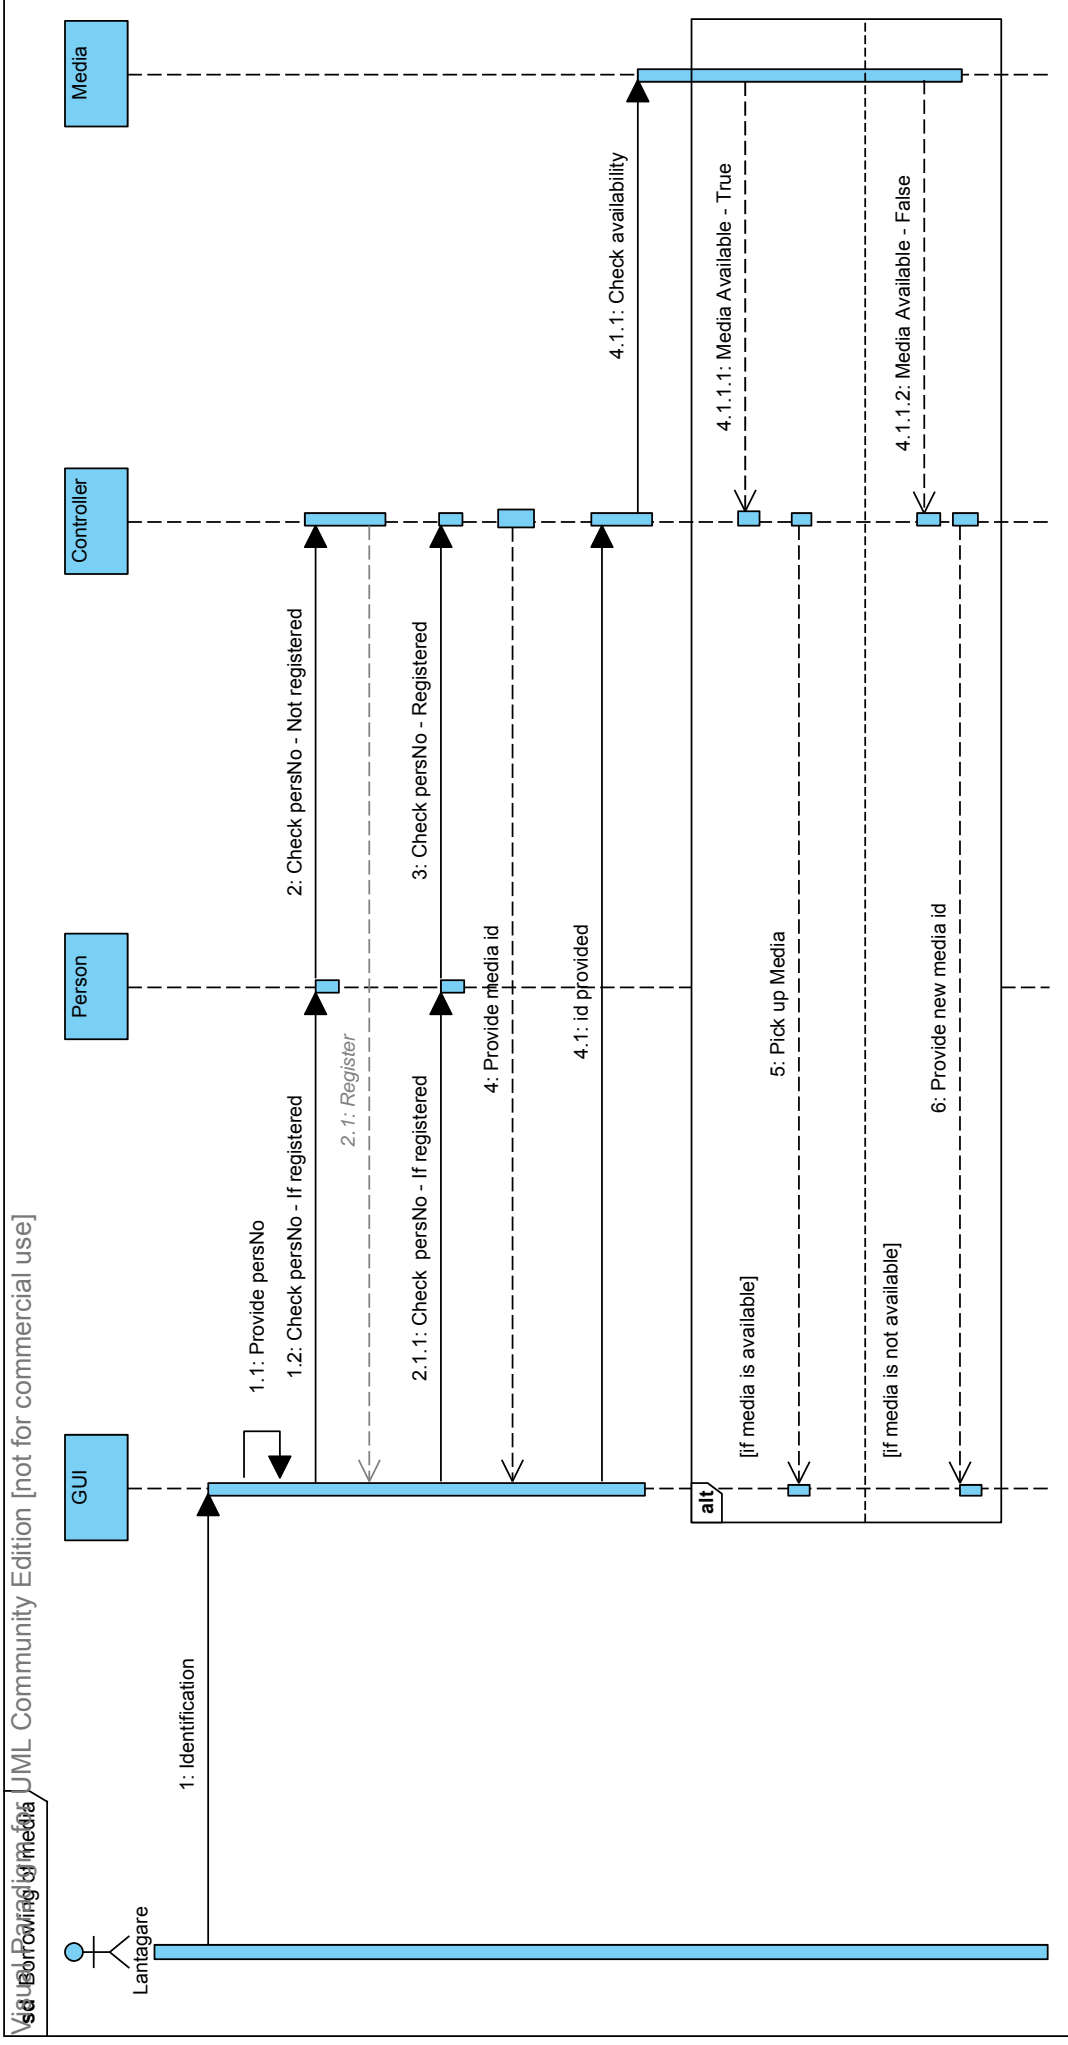 Visual Paradigm for UML Community Edition [not for commercial use]
sd Borrowing of media
Lantagare
GUI
Person
Controller
Media
1: Identification
1.1: Provide persNo
1.2: Check persNo - If registered
2: Check persNo - Not registered
2.1: Register
2.1.1: Check persNo - If registered
3: Check persNo - Registered
4: Provide media id
4.1: id provided
4.1.1: Check availability
alt
[if media is available]
4.1.1.1: Media Available - True
5: Pick up Media
[if media is not available]
4.1.1.2: Media Available - False
6: Provide new media id